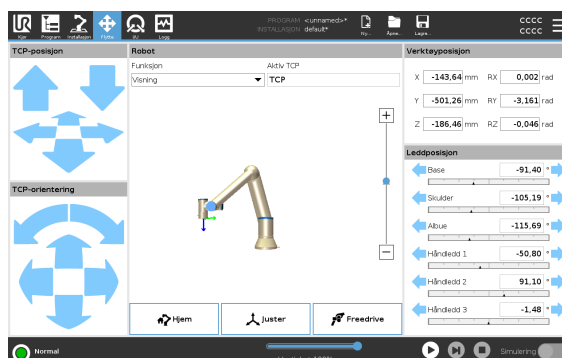 PROGRAM <unnamed>*
INSTALLASJON default*
UR
Kjør Program Installasjon Flytte I/U Logg
Ny... Åpne... Lagre...
CCCC
CCCC
TCP-posisjon
TCP-orientering
Robot
Funksjon Aktiv TCP
Visning TCP
Hjem Juster Freedrive
Verktøyposisjon
X -143,64 mm RX 0,002 rad
Y -501,26 mm RY -3,161 rad
Z -186,46 mm RZ -0,046 rad
Leddposisjon
Base -91,40 °
Skulder -105,19 °
Albue -115,69 °
Håndledd 1 -50,80 °
Håndledd 2 91,10 °
Håndledd 3 -1,48 °
Normal
Simulering